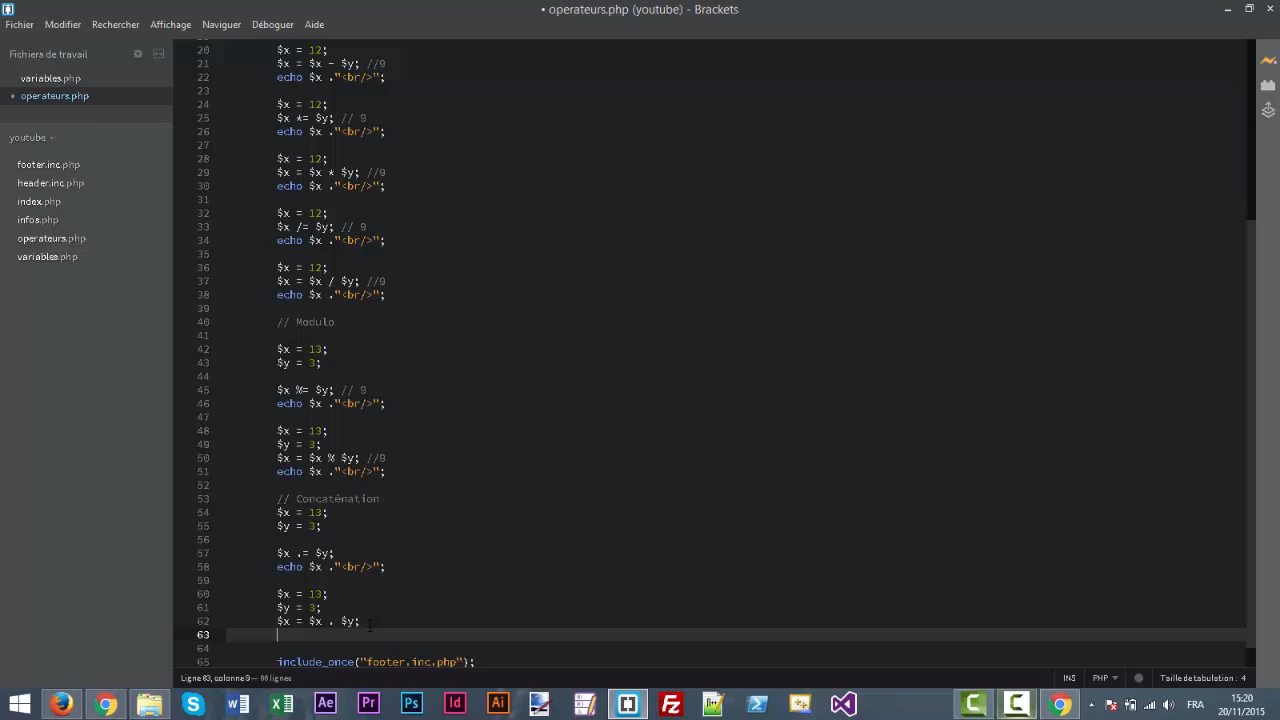 • operateurs.php (youtube) - Brackets
Fichier Modifier Rechercher Affichage Naviguer Déboguer Aide
Fichiers de travail
variables.php
• operateurs.php
youtube
footer.inc.php
header.inc.php
index.php
infos.php
operateurs.php
variables.php
20 $x = 12;
21 $x = $x - $y; //9
22 echo $x ."<br/>";
23
24 $x = 12;
25 $x *= $y; // 9
26 echo $x ."<br/>";
27
28 $x = 12;
29 $x = $x * $y; //9
30 echo $x ."<br/>";
31
32 $x = 12;
33 $x /= $y; // 9
34 echo $x ."<br/>";
35
36 $x = 12;
37 $x = $x / $y; //9
38 echo $x ."<br/>";
39
40 // Modulo
41
42 $x = 13;
43 $y = 3;
44
45 $x %= $y; // 9
46 echo $x ."<br/>";
47
48 $x = 13;
49 $y = 3;
50 $x = $x % $y; //9
51 echo $x ."<br/>";
52
53 // Concaténation
54 $x = 13;
55 $y = 3;
56
57 $x .= $y;
58 echo $x ."<br/>";
59
60 $x = 13;
61 $y = 3;
62 $x = $x . $y;
63
64
65 include_once("footer.inc.php");
Ligne 63, colonne 9 — 66 lignes INS PHP Taille de tabulation : 4
Ae Pr Ps Id Ai FRA 15:20
20/11/2015